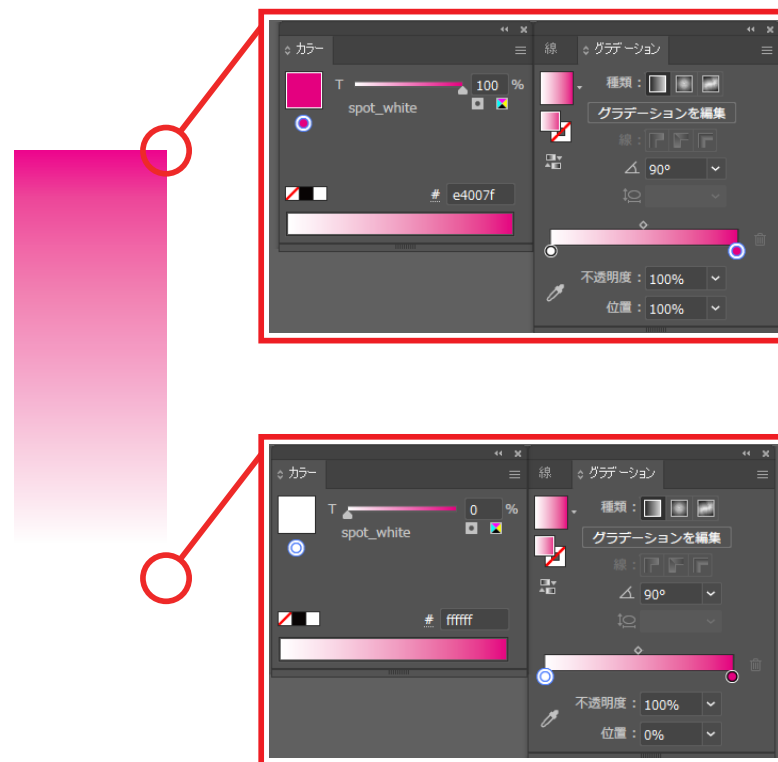 カラー
T 100 %
spot_white
# e4007f
線 グラデーション
種類：
グラデーションを編集
線：
90°
不透明度：100%
位置：100%
カラー
T 0 %
spot_white
# ffffff
線 グラデーション
種類：
グラデーションを編集
線：
90°
不透明度：100%
位置：0%